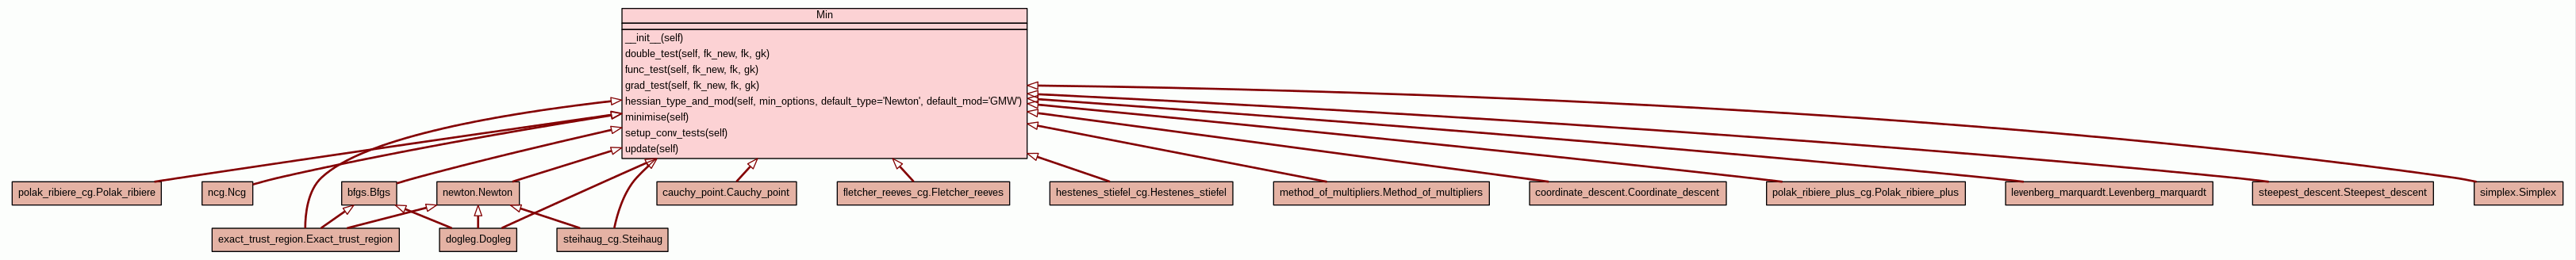 Min
__init__(self)
double_test(self, fk_new, fk, gk)
func_test(self, fk_new, fk, gk)
grad_test(self, fk_new, fk, gk)
hessian_type_and_mod(self, min_options, default_type='Newton', default_mod='GMW')
minimise(self)
setup_conv_tests(self)
update(self)
polak_ribiere_cg.Polak_ribiere
ncg.Ncg
bfgs.Bfgs
newton.Newton
cauchy_point.Cauchy_point
fletcher_reeves_cg.Fletcher_reeves
hestenes_stiefel_cg.Hestenes_stiefel
method_of_multipliers.Method_of_multipliers
coordinate_descent.Coordinate_descent
polak_ribiere_plus_cg.Polak_ribiere_plus
levenberg_marquardt.Levenberg_marquardt
steepest_descent.Steepest_descent
simplex.Simplex
exact_trust_region.Exact_trust_region
dogleg.Dogleg
steihaug_cg.Steihaug